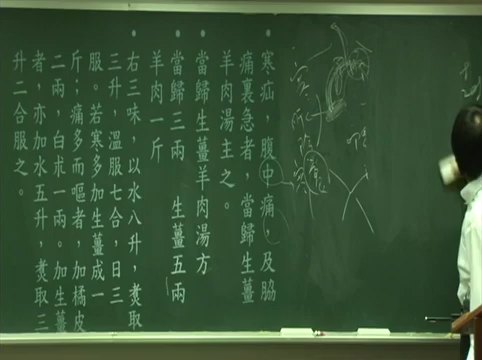 寒疝,腹中痛,及脇
痛裏急者,當歸生薑
羊肉湯主之。
當歸生薑羊肉湯方
當歸三兩　生薑五兩
羊肉一斤
右三味,以水八升,煑取
三升,溫服七合,日三
服。若寒多加生薑成一
斤;痛多而嘔者,加橘皮
二兩,白朮一兩。加生薑
者,亦加水五升,煑取三
升二合服之。